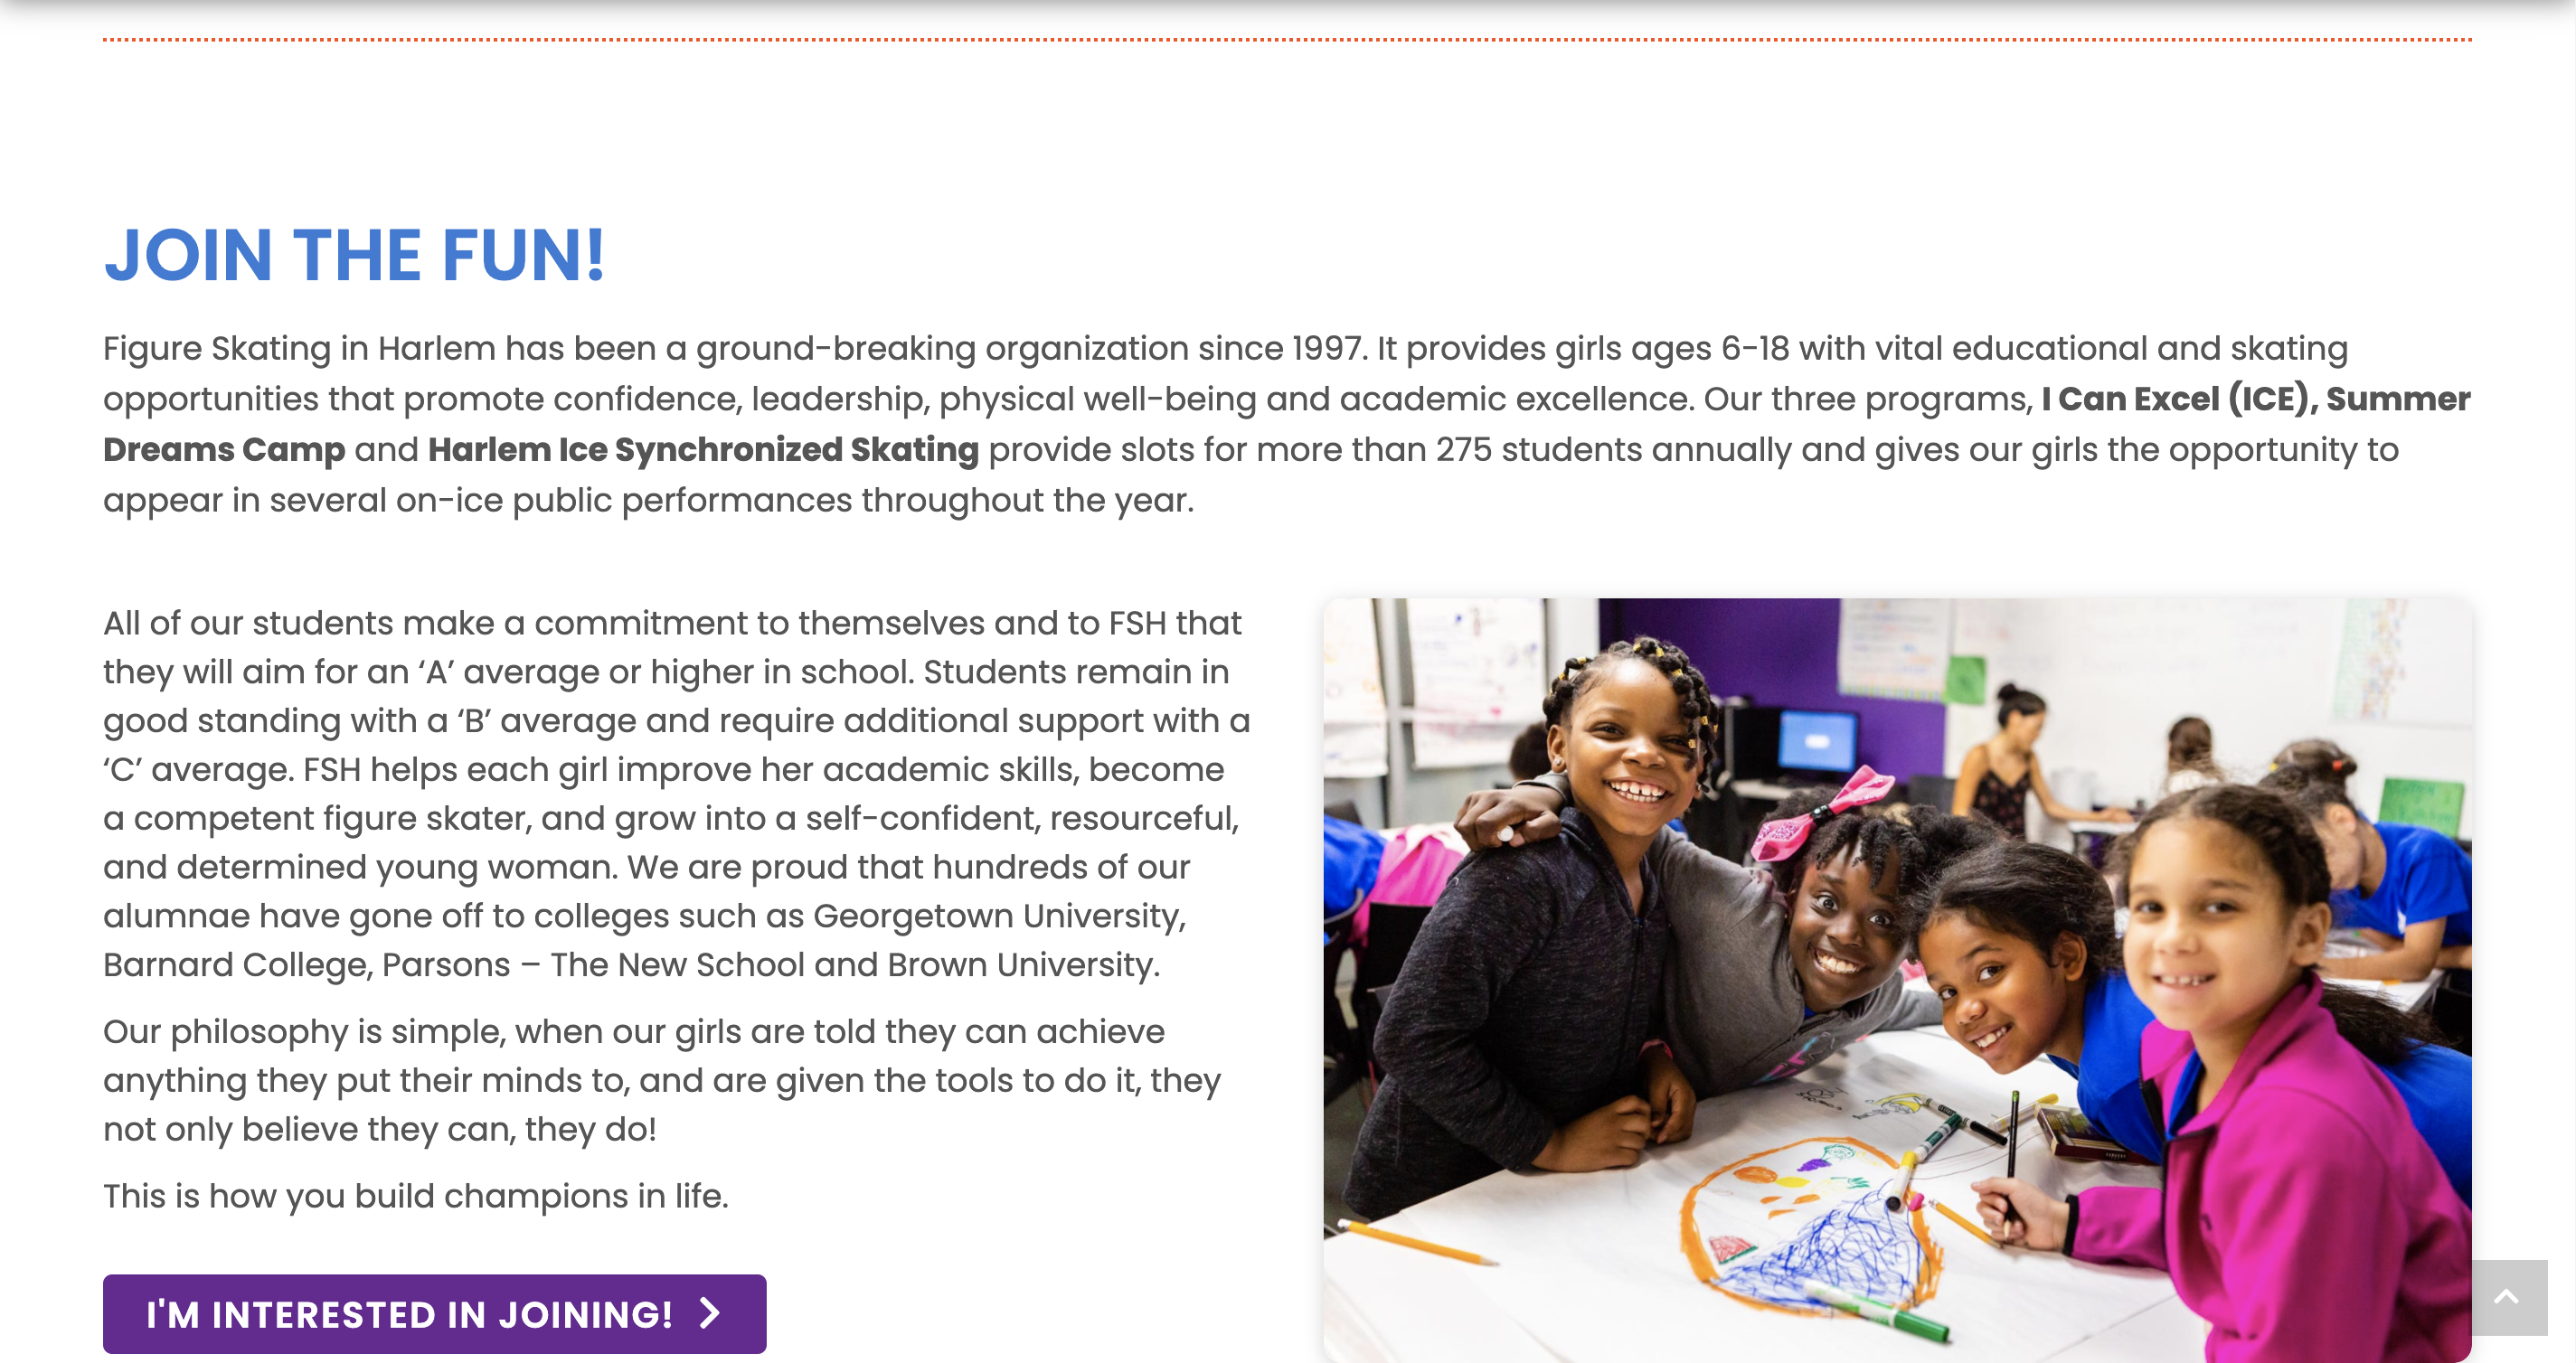 JOIN THE FUN!
Figure Skating in Harlem has been a ground-breaking organization since 1997. It provides girls ages 6-18 with vital educational and skating
opportunities that promote confidence, leadership, physical well-being and academic excellence. Our three programs, I Can Excel (ICE), Summer
Dreams Camp and Harlem Ice Synchronized Skating provide slots for more than 275 students annually and gives our girls the opportunity to
appear in several on-ice public performances throughout the year.
All of our students make a commitment to themselves and to FSH that
they will aim for an ‘A’ average or higher in school. Students remain in
good standing with a ‘B’ average and require additional support with a
‘C’ average. FSH helps each girl improve her academic skills, become
a competent figure skater, and grow into a self-confident, resourceful,
and determined young woman. We are proud that hundreds of our
alumnae have gone off to colleges such as Georgetown University,
Barnard College, Parsons – The New School and Brown University.
Our philosophy is simple, when our girls are told they can achieve
anything they put their minds to, and are given the tools to do it, they
not only believe they can, they do!
This is how you build champions in life.
I'M INTERESTED IN JOINING!